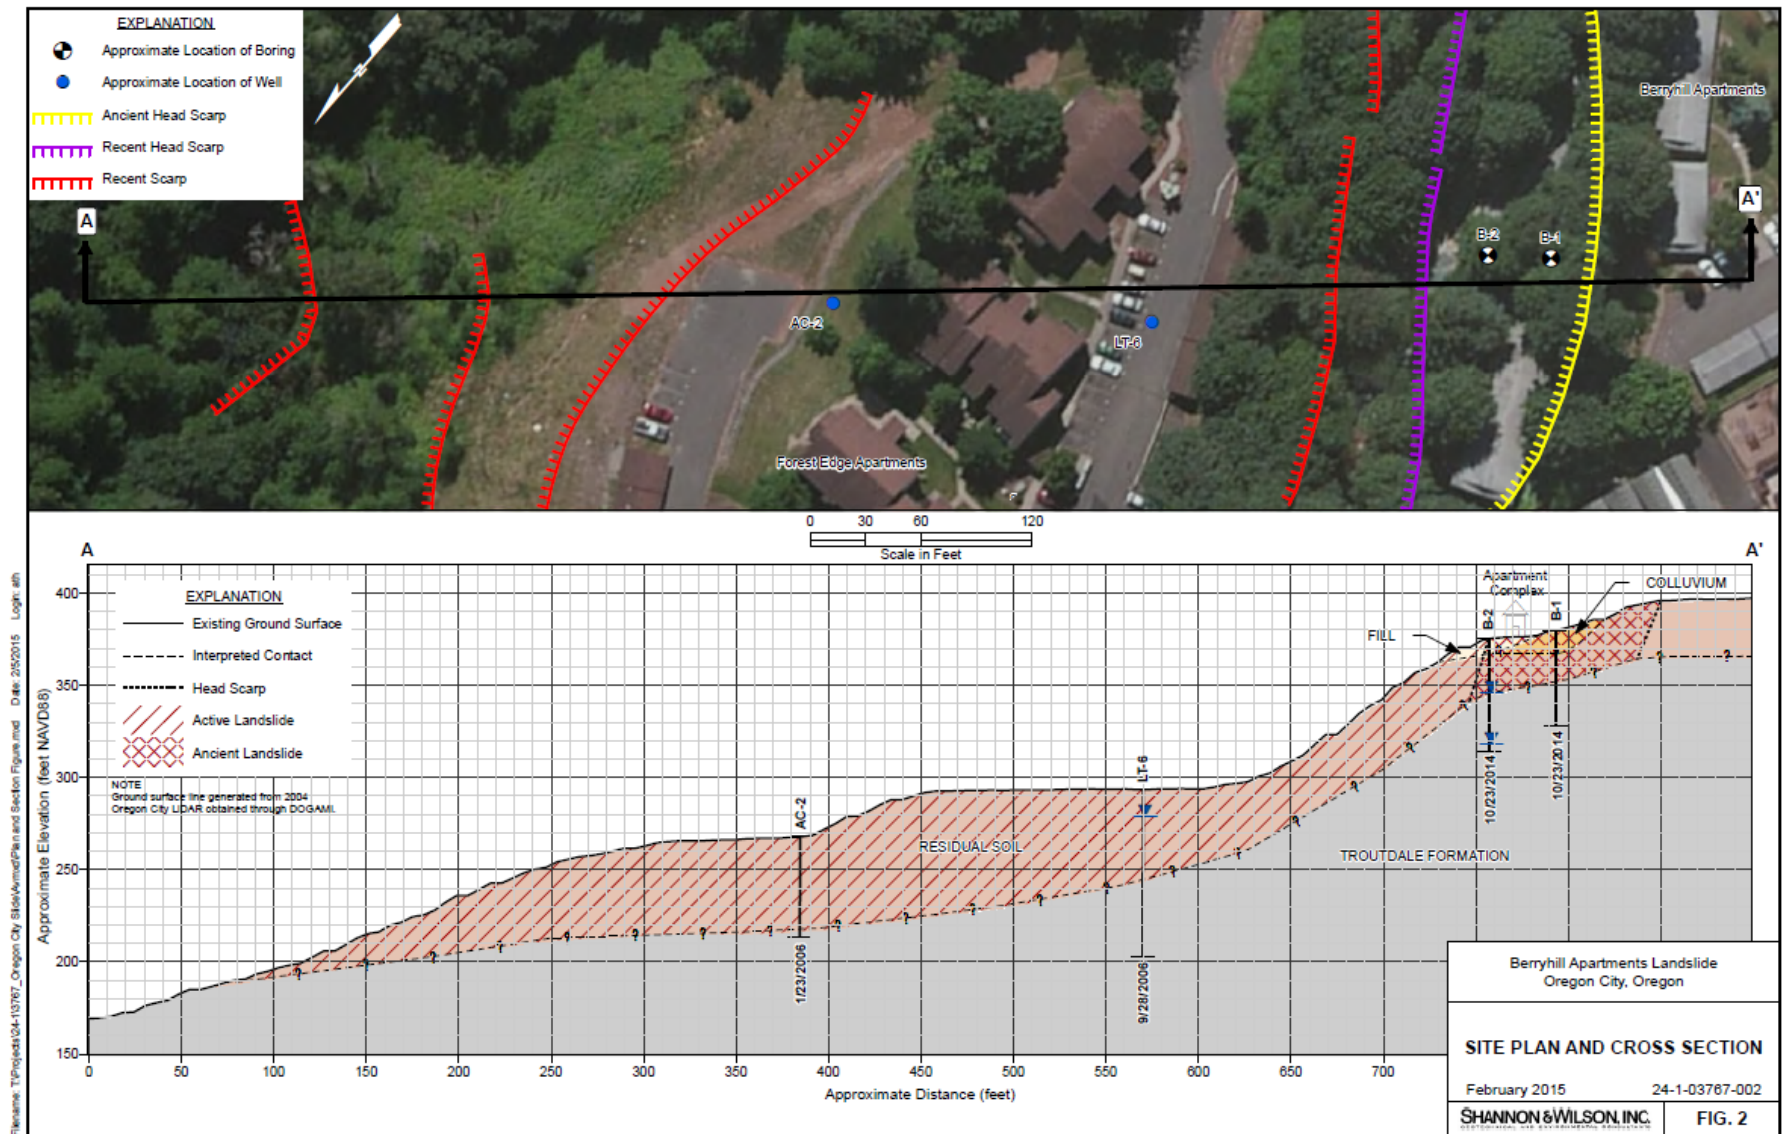 EXPLANATION
Approximate Location of Boring
Approximate Location of Well
Ancient Head Scarp
Recent Head Scarp
Recent Scarp
A
A'
Berryhill Apartments
B-2
B-1
AC-2
LT-6
Forest Edge Apartments
0 30 60 120
Scale in Feet
A
A'
EXPLANATION
Existing Ground Surface
Interpreted Contact
Head Scarp
Active Landslide
Ancient Landslide
NOTE
Ground surface line generated from 2004
Oregon City LiDAR obtained through DOGAMI.
Apartment
Complex
COLLUVIUM
FILL
B-2
B-1
LT-6
AC-2
RESIDUAL SOIL
TROUTDALE FORMATION
10/23/2014
10/23/2014
1/23/2006
9/28/2006
400
350
300
250
200
150
Approximate Elevation (feet NAVD88)
0 50 100 150 200 250 300 350 400 450 500 550 600 650 700
Approximate Distance (feet)
Berryhill Apartments Landslide
Oregon City, Oregon
SITE PLAN AND CROSS SECTION
February 2015 24-1-03767-002
SHANNON & WILSON, INC.
FIG. 2
Date: 2/5/2015 Login: ath